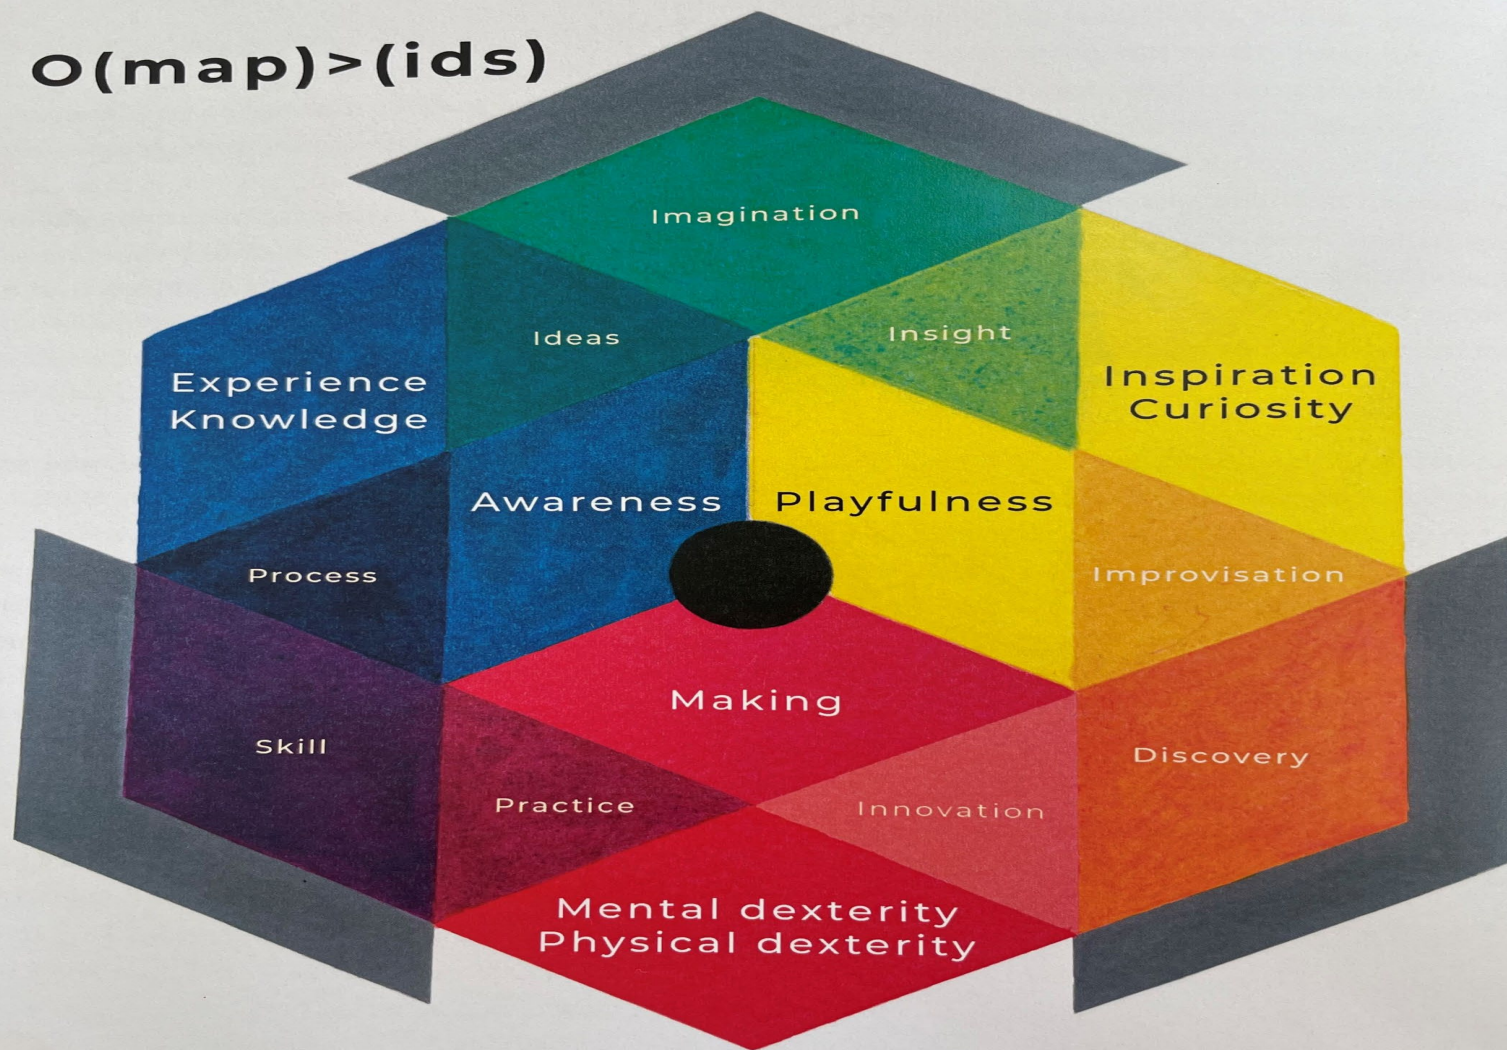 O(map)>(ids)
Imagination
Ideas
Insight
Experience
Knowledge
Inspiration
Curiosity
Awareness
Playfulness
Process
Improvisation
Making
Skill
Discovery
Practice
Innovation
Mental dexterity
Physical dexterity